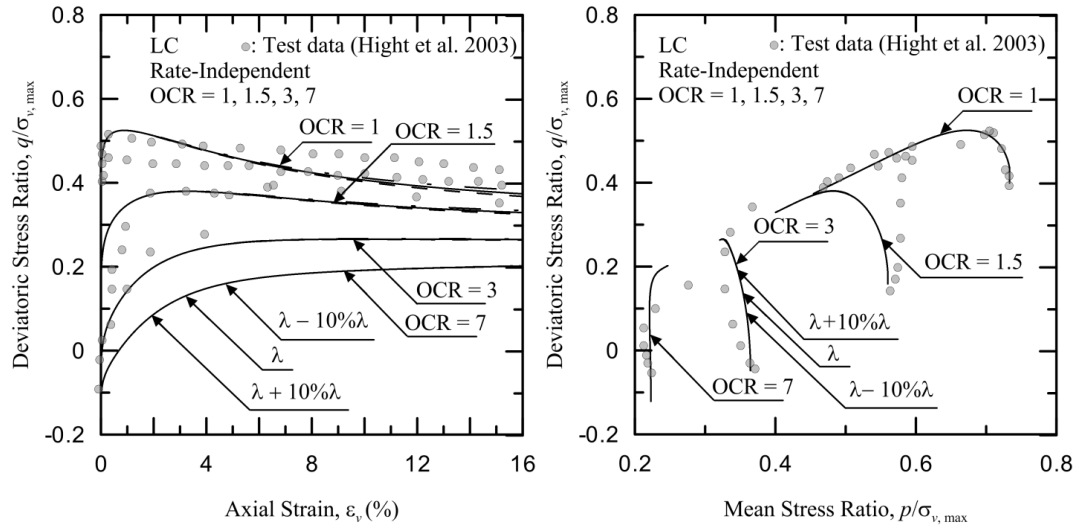 0.8
0.6
0.4
0.2
0
-0.2
Deviatoric Stress Ratio, q/σv, max
LC
: Test data (Hight et al. 2003)
Rate-Independent
OCR = 1, 1.5, 3, 7
OCR = 1
OCR = 1.5
OCR = 3
OCR = 7
λ − 10%λ
λ
λ + 10%λ
0
4
8
12
16
Axial Strain, εv (%)
0.8
0.6
0.4
0.2
0
-0.2
Deviatoric Stress Ratio, q/σv, max
LC
: Test data (Hight et al. 2003)
Rate-Independent
OCR = 1, 1.5, 3, 7
OCR = 1
OCR = 3
OCR = 1.5
λ+10%λ
λ
λ− 10%λ
OCR = 7
0.2
0.4
0.6
0.8
Mean Stress Ratio, p/σv, max